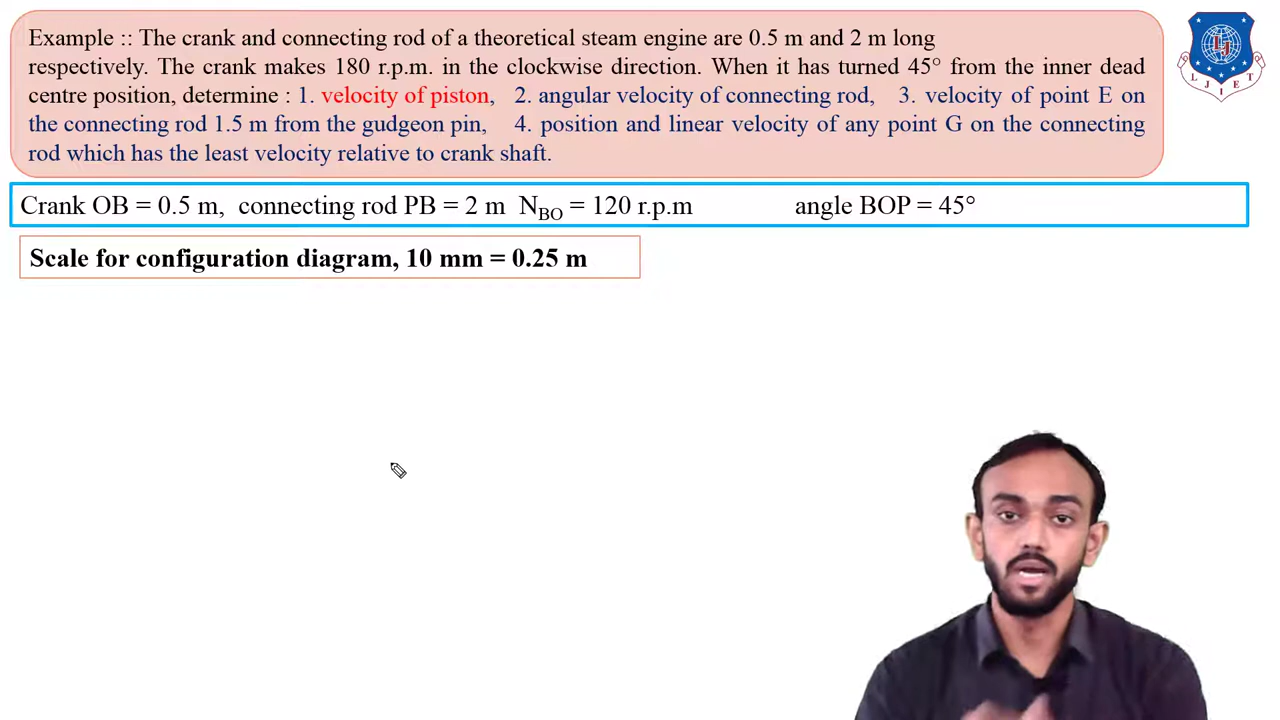 Example :: The crank and connecting rod of a theoretical steam engine are 0.5 m and 2 m long
respectively. The crank makes 180 r.p.m. in the clockwise direction. When it has turned 45° from the inner dead
centre position, determine : 1. velocity of piston, 2. angular velocity of connecting rod, 3. velocity of point E on
the connecting rod 1.5 m from the gudgeon pin, 4. position and linear velocity of any point G on the connecting
rod which has the least velocity relative to crank shaft.
LJ
L J I E T
Crank OB = 0.5 m, connecting rod PB = 2 m N_BO = 120 r.p.m angle BOP = 45°
Scale for configuration diagram, 10 mm = 0.25 m